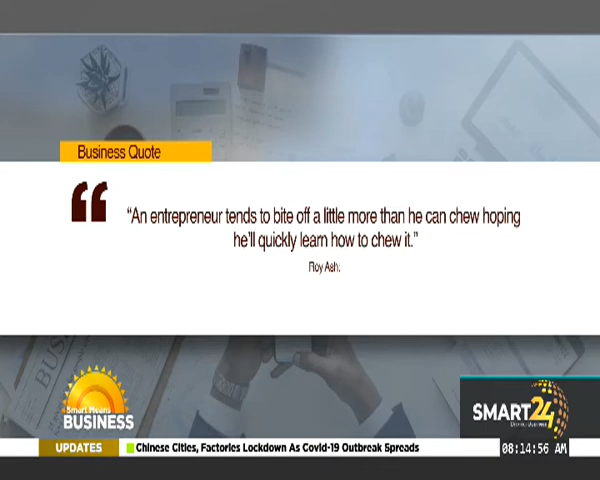 Business Quote
“An entrepreneur tends to bite off a little more than he can chew hoping
he'll quickly learn how to chew it.”
Roy Ash:
BUS
Smart Means
BUSINESS
SMART24
UPDATES
Chinese Cities, Factories Lockdown As Covid-19 Outbreak Spreads
08:14:56 AM